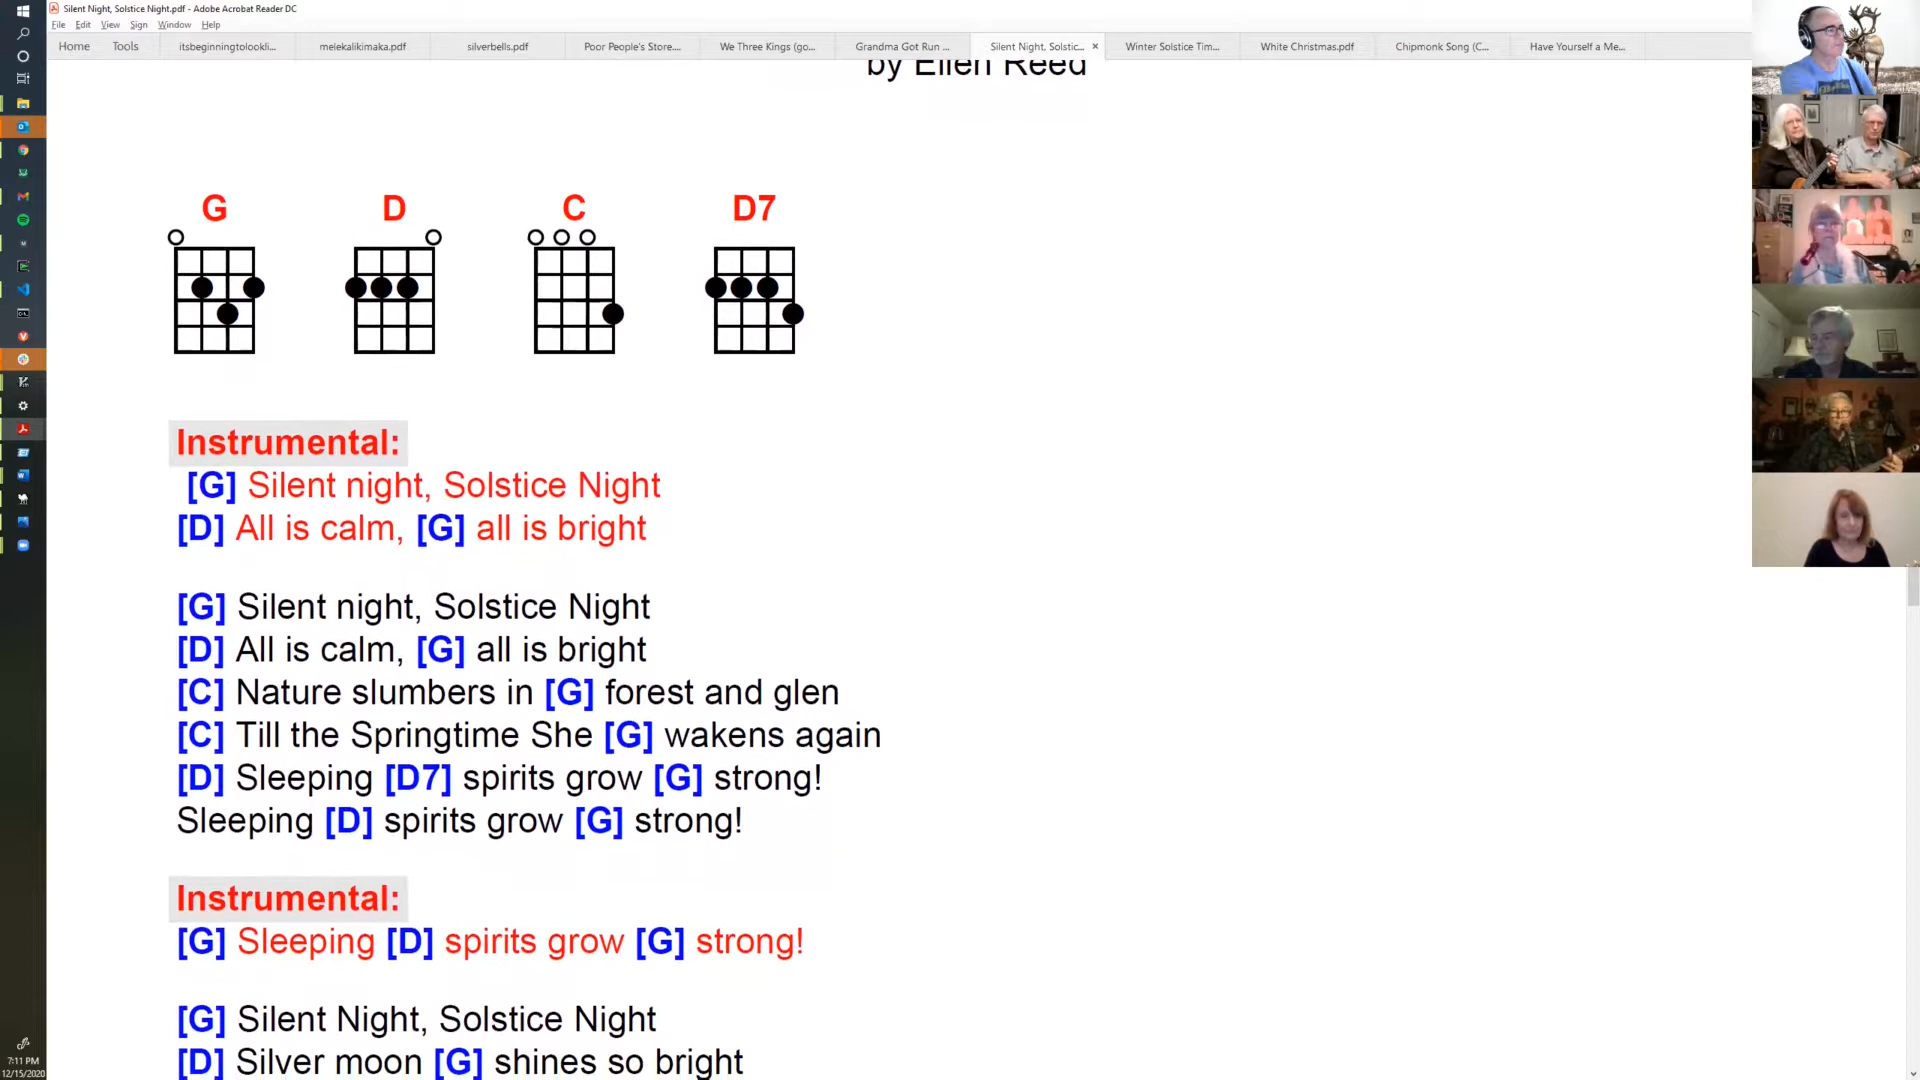 Silent Night, Solstice Night.pdf - Adobe Acrobat Reader DC
File Edit View Sign Window Help
Home Tools itsbeginningtolookli... melekalikimaka.pdf silverbells.pdf Poor People's Store.... We Three Kings (go... Grandma Got Run ... Silent Night, Solstic... × Winter Solstice Tim... White Christmas.pdf Chipmonk Song (C... Have Yourself a Me...
by Ellen Reed
G D C D7
Instrumental:
[G] Silent night, Solstice Night
[D] All is calm, [G] all is bright
[G] Silent night, Solstice Night
[D] All is calm, [G] all is bright
[C] Nature slumbers in [G] forest and glen
[C] Till the Springtime She [G] wakens again
[D] Sleeping [D7] spirits grow [G] strong!
Sleeping [D] spirits grow [G] strong!
Instrumental:
[G] Sleeping [D] spirits grow [G] strong!
[G] Silent Night, Solstice Night
[D] Silver moon [G] shines so bright
7:11 PM
12/15/2020